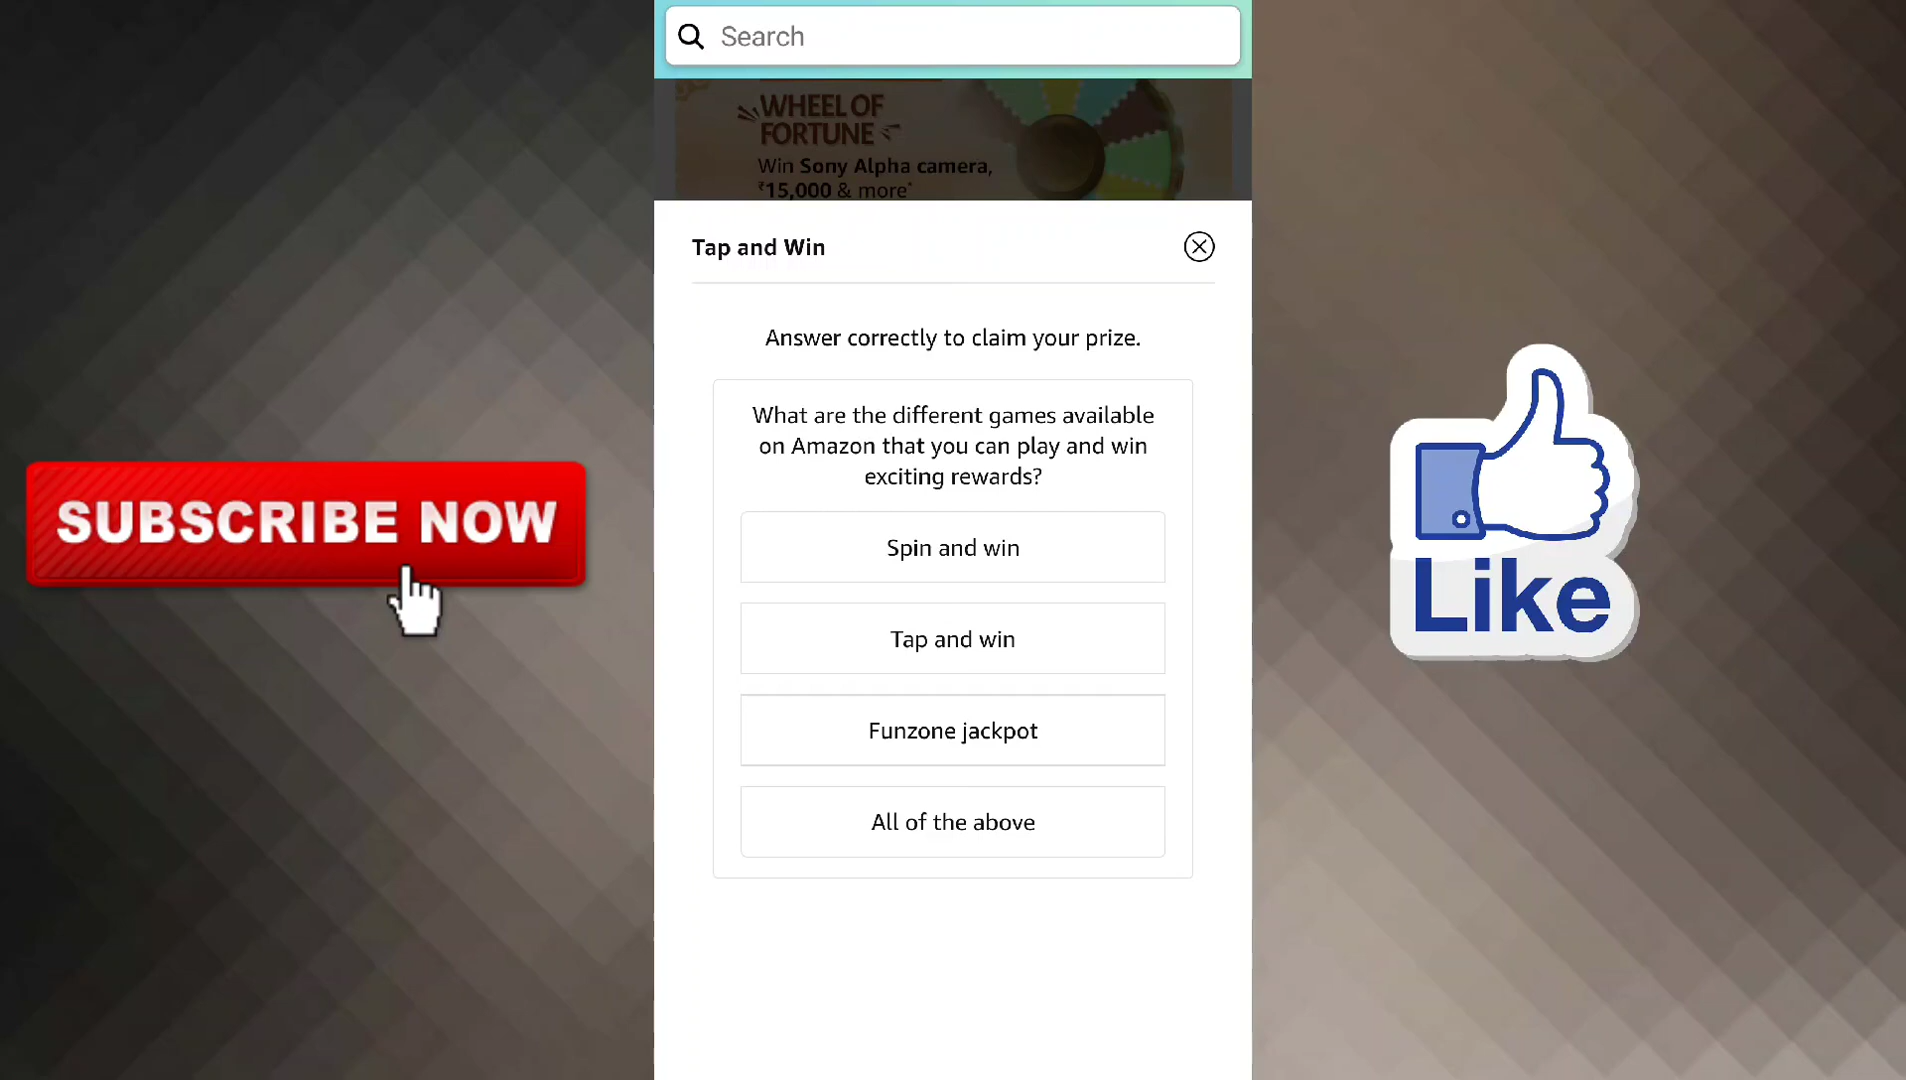 Search
WHEEL OF
FORTUNE
Win Sony Alpha camera,
₹15,000 & more*
Tap and Win
Answer correctly to claim your prize.
What are the different games available
on Amazon that you can play and win
exciting rewards?
Spin and win
Tap and win
Funzone jackpot
All of the above
SUBSCRIBE NOW
Like